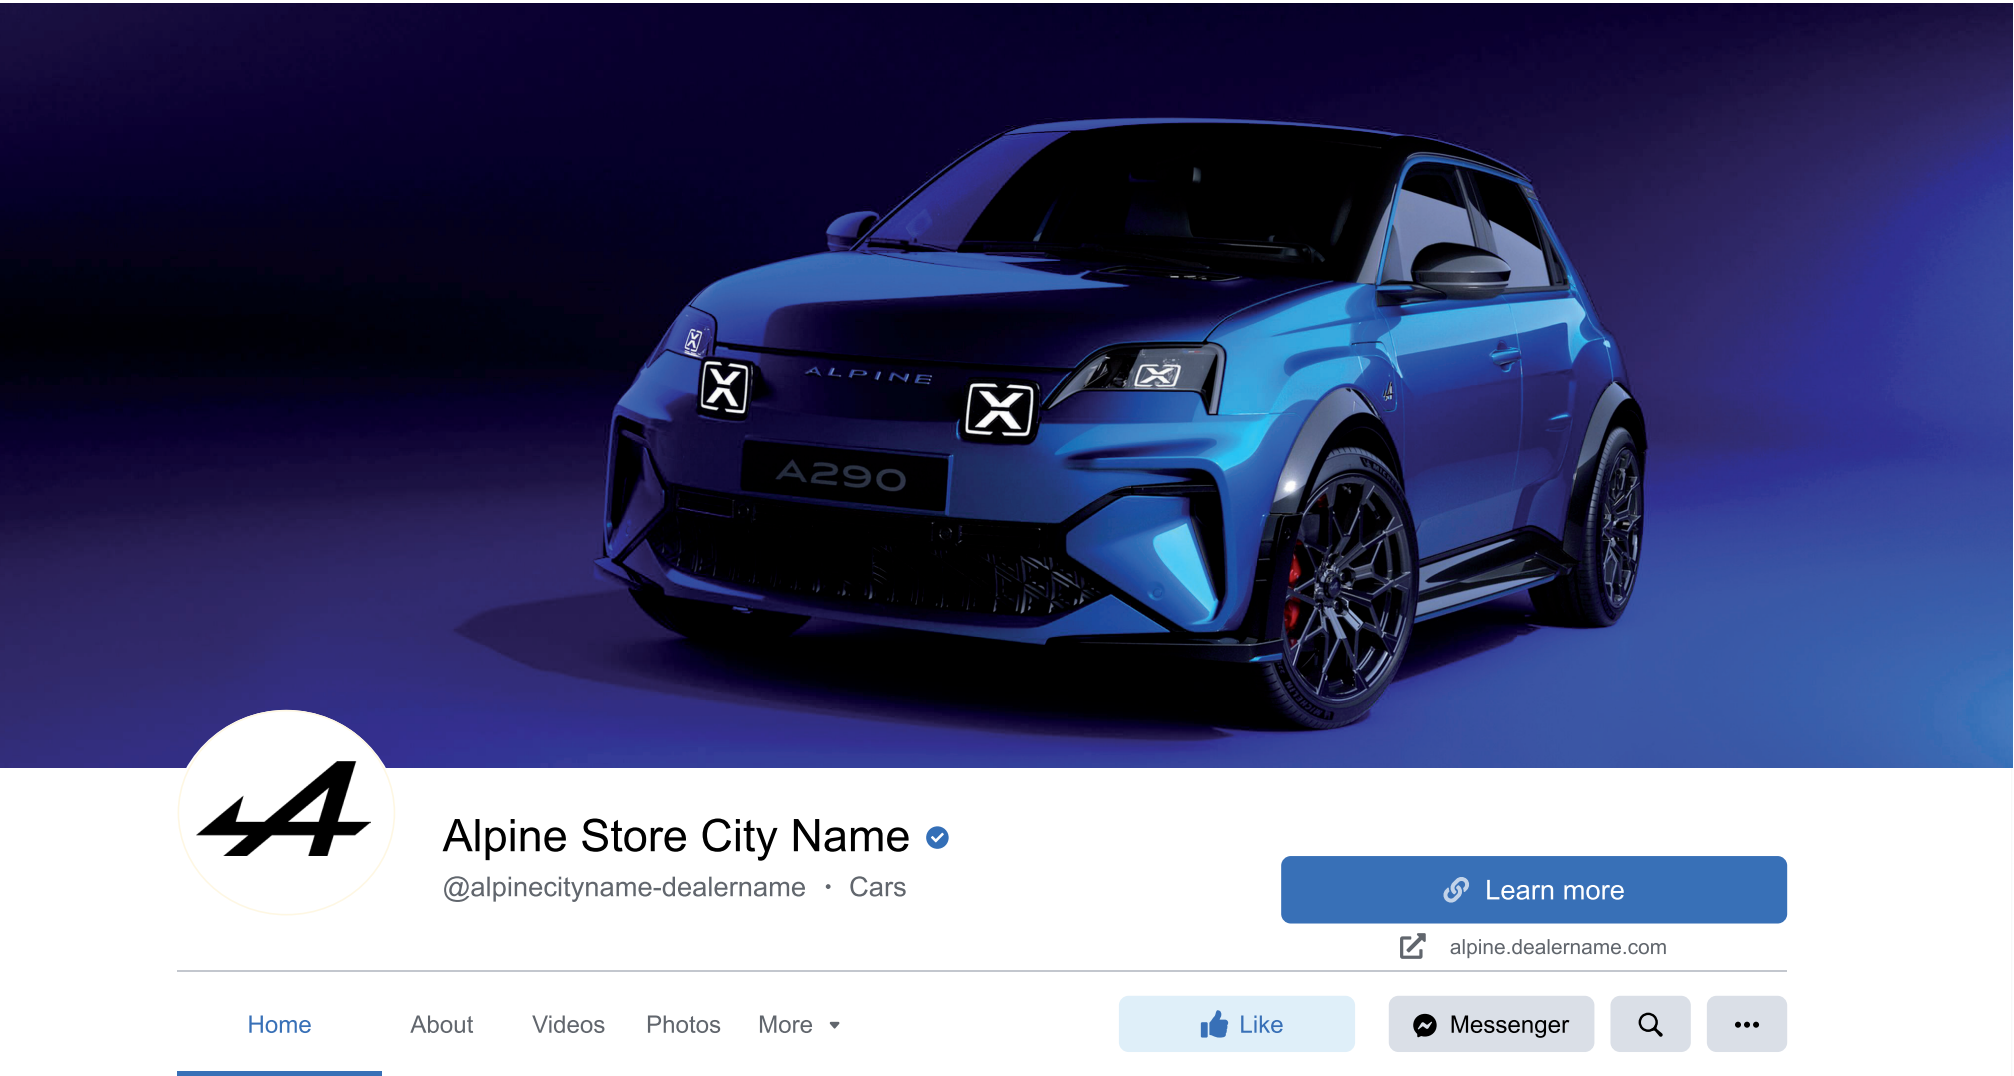 ALPINE
A290
Alpine Store City Name
@alpinecityname-dealername • Cars
Learn more
alpine.dealername.com
Home About Videos Photos More
Like Messenger